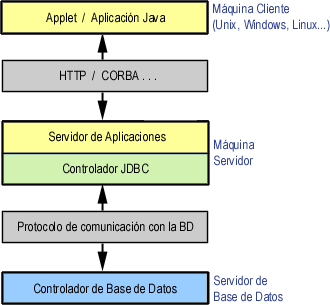 Applet / Aplicación Java
Máquina Cliente
(Unix, Windows, Linux...)
HTTP / CORBA . . .
Servidor de Aplicaciones
Controlador JDBC
Máquina
Servidor
Protocolo de comunicación con la BD
Controlador de Base de Datos
Servidor de
Base de Datos